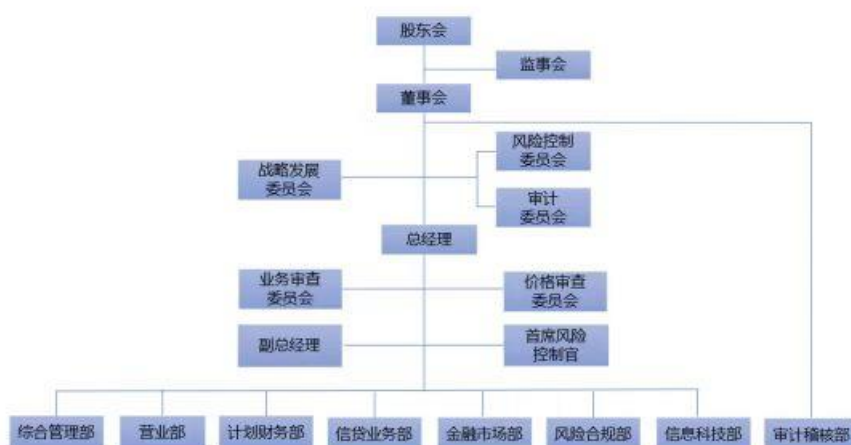 股东会
监事会
董事会
风险控制
委员会
战略发展
委员会
审计
委员会
总经理
业务审查
委员会
价格审查
委员会
副总经理
首席风险
控制官
综合管理部
营业部
计划财务部
信贷业务部
金融市场部
风险合规部
信息科技部
审计稽核部